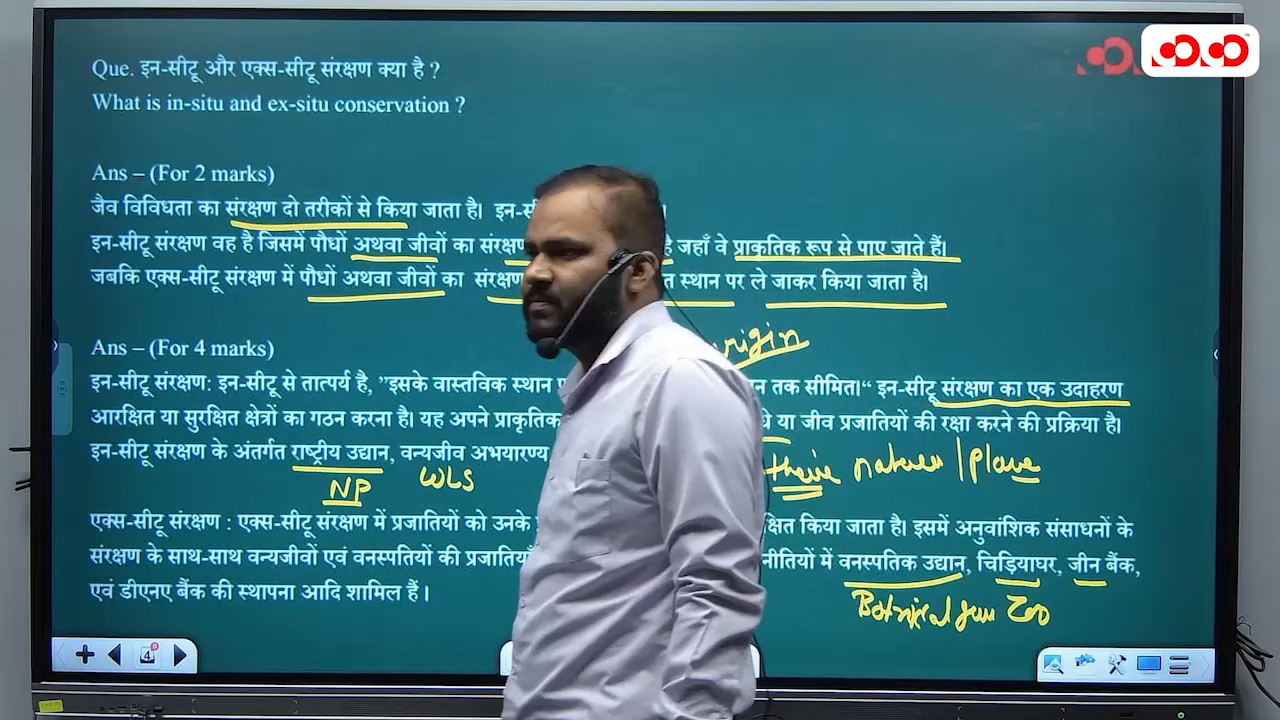 Que. इन-सीटू और एक्स-सीटू संरक्षण क्या है ?
What is in-situ and ex-situ conservation ?
Ans – (For 2 marks)
जैव विविधता का संरक्षण दो तरीकों से किया जाता है। इन-सी
इन-सीटू संरक्षण वह है जिसमें पौधों अथवा जीवों का संरक्षण है जहाँ वे प्राकृतिक रूप से पाए जाते हैं।
जबकि एक्स-सीटू संरक्षण में पौधों अथवा जीवों का संरक्षण त स्थान पर ले जाकर किया जाता है।
origin
Ans – (For 4 marks)
इन-सीटू संरक्षण: इन-सीटू से तात्पर्य है, ”इसके वास्तविक स्थान प न तक सीमित।“ इन-सीटू संरक्षण का एक उदाहरण
आरक्षित या सुरक्षित क्षेत्रों का गठन करना है। यह अपने प्राकृतिक या जीव प्रजातियों की रक्षा करने की प्रक्रिया है।
इन-सीटू संरक्षण के अंतर्गत राष्ट्रीय उद्यान, वन्यजीव अभयारण्य
NP WLS
एक्स-सीटू संरक्षण : एक्स-सीटू संरक्षण में प्रजातियों को उनके क्षित किया जाता है। इसमें अनुवांशिक संसाधनों के
संरक्षण के साथ-साथ वन्यजीवों एवं वनस्पतियों की प्रजातियों नीतियों में वनस्पतिक उद्यान, चिड़ियाघर, जीन बैंक,
एवं डीएनए बैंक की स्थापना आदि शामिल हैं।
Zoo
4